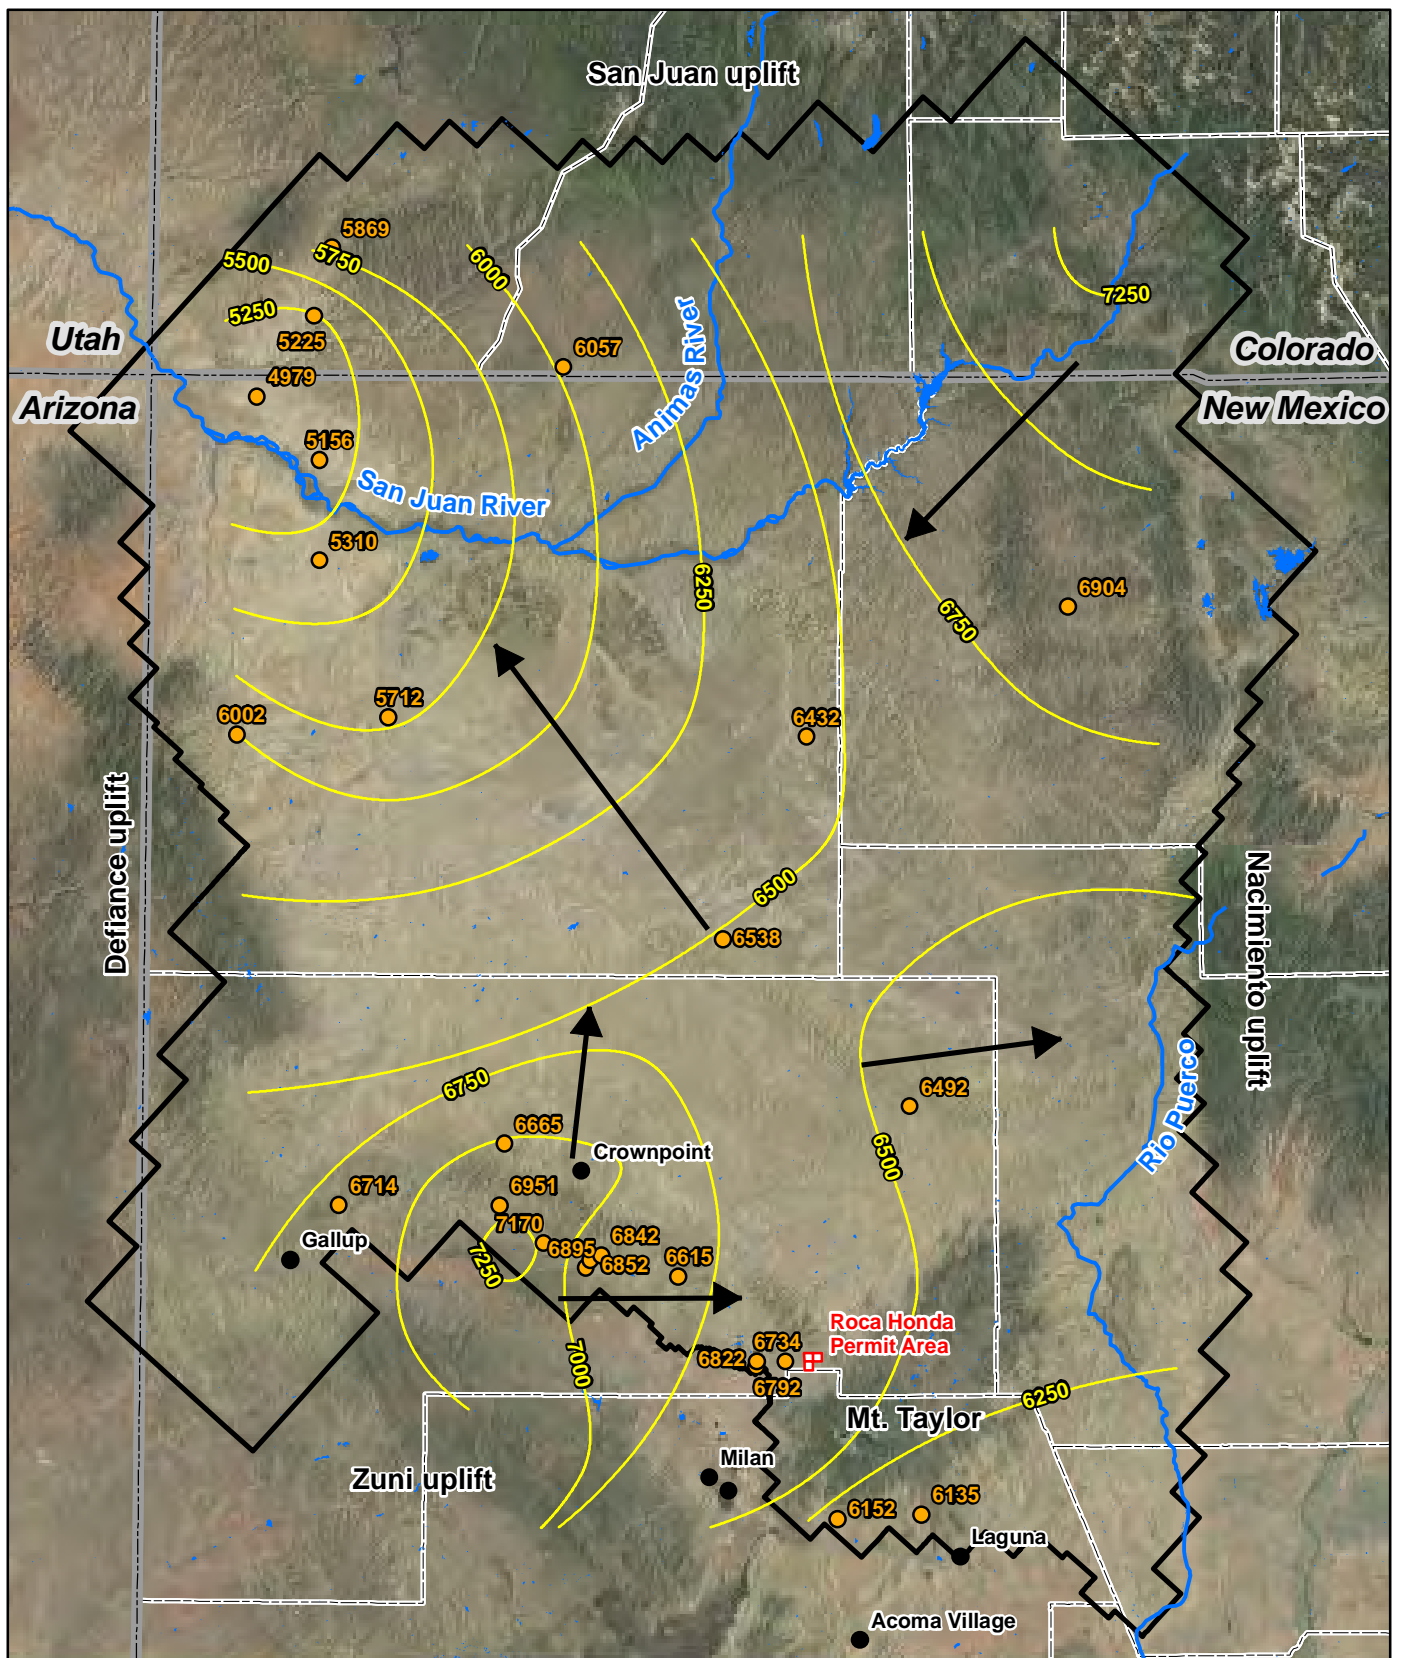 San Juan uplift
5869
5750
5500
6000
5250
7250
Utah
5225
6057
Animas River
Colorado
4979
Arizona
New Mexico
5156
San Juan River
5310
6250
6904
6750
5712
6002
6432
Defiance uplift
6500
Nacimiento uplift
6538
6750
6492
Rio Puerco
6665
Crownpoint
6500
6714
6951
7170
6842
Gallup
6895
6852
6615
7250
Roca Honda
Permit Area
6734
6822
7000
6792
6250
Mt. Taylor
Milan
Zuni uplift
6152
6135
Laguna
Acoma Village